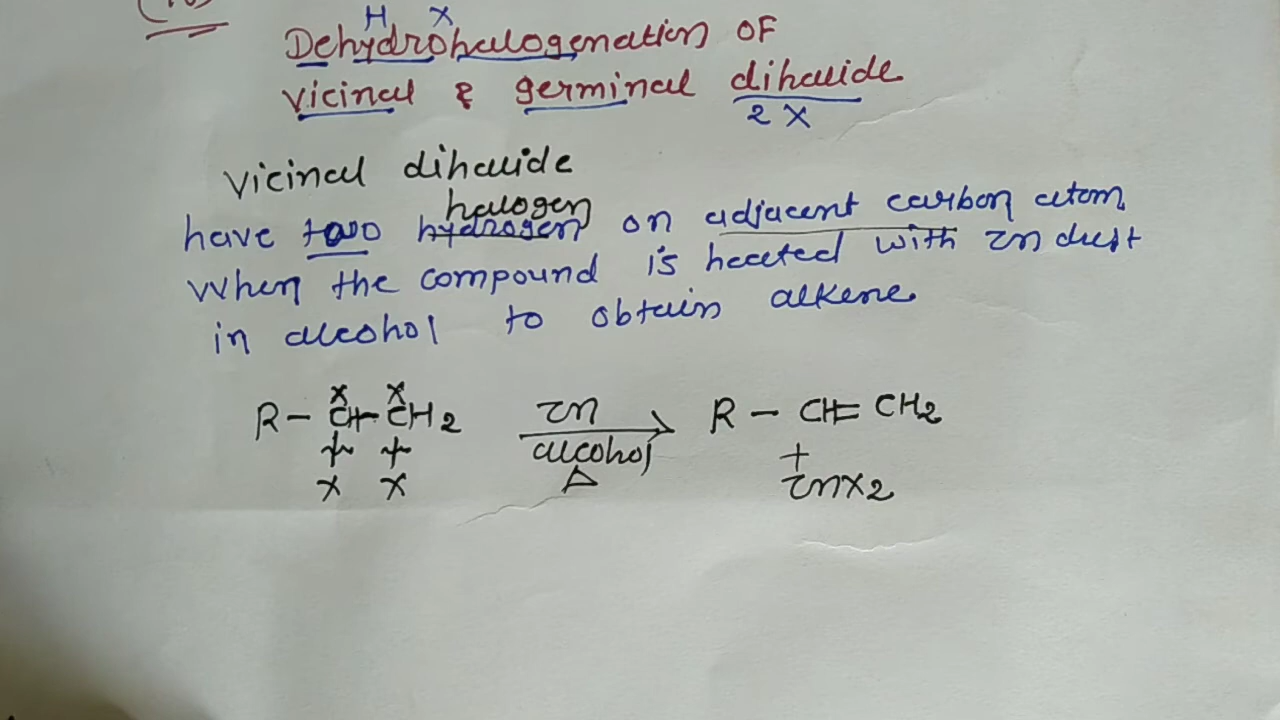 H X
Dehydrohalogenation OF
vicinal & germinal dihalide
2 X
vicinal dihalide
halogen
have two hydrogen on adjacent carbon atom
when the compound is heated with zn dust
in alcohol to obtain alkene
x x
R - CH - CH2 zn R - CH = CH2
alcohol
+
x x Δ znx2